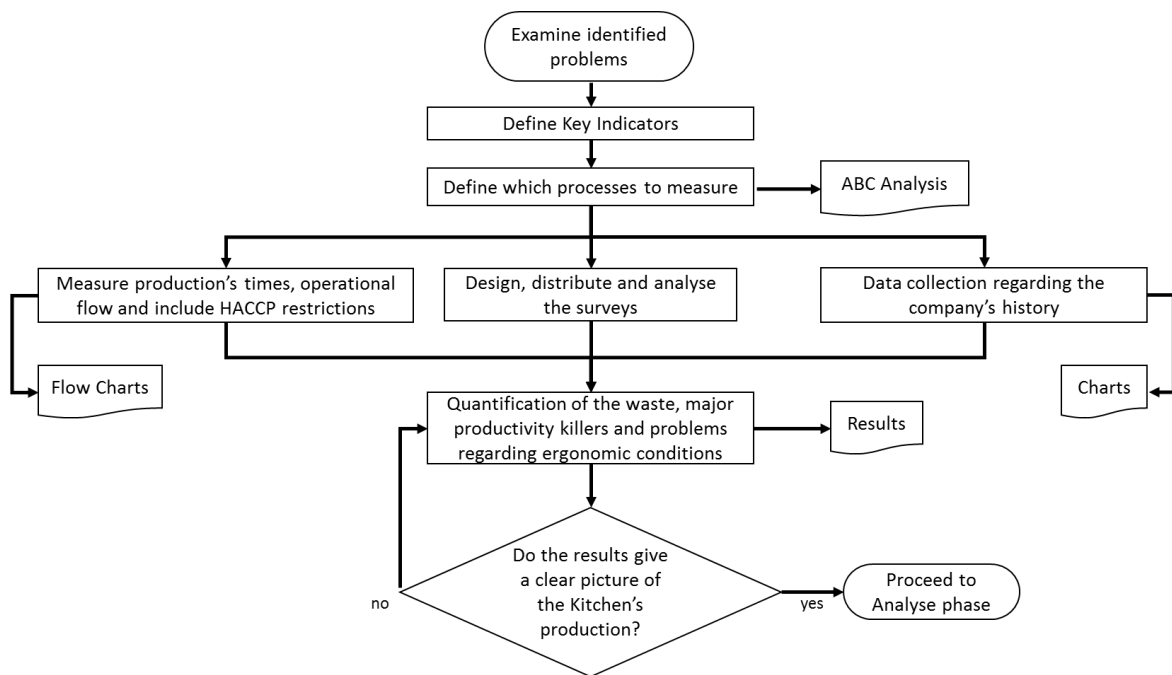 Examine identified
problems
Define Key Indicators
Define which processes to measure
ABC Analysis
Measure production's times, operational
flow and include HACCP restrictions
Design, distribute and analyse
the surveys
Data collection regarding the
company's history
Flow Charts
Charts
Quantification of the waste, major
productivity killers and problems
regarding ergonomic conditions
Results
Do the results give
a clear picture of
the Kitchen's
production?
no
yes
Proceed to
Analyse phase